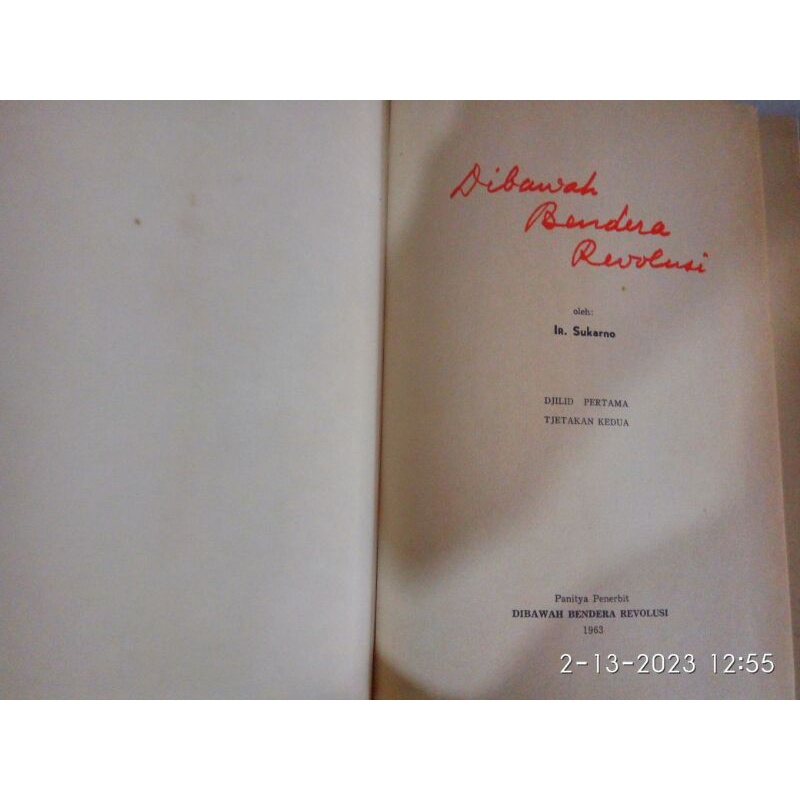 Dibawah
Bendera
Revolusi
oleh:
IR. Sukarno
DJILID PERTAMA
TJETAKAN KEDUA
Panitya Penerbit
DIBAWAH BENDERA REVOLUSI
1963
2-13-2023 12:55